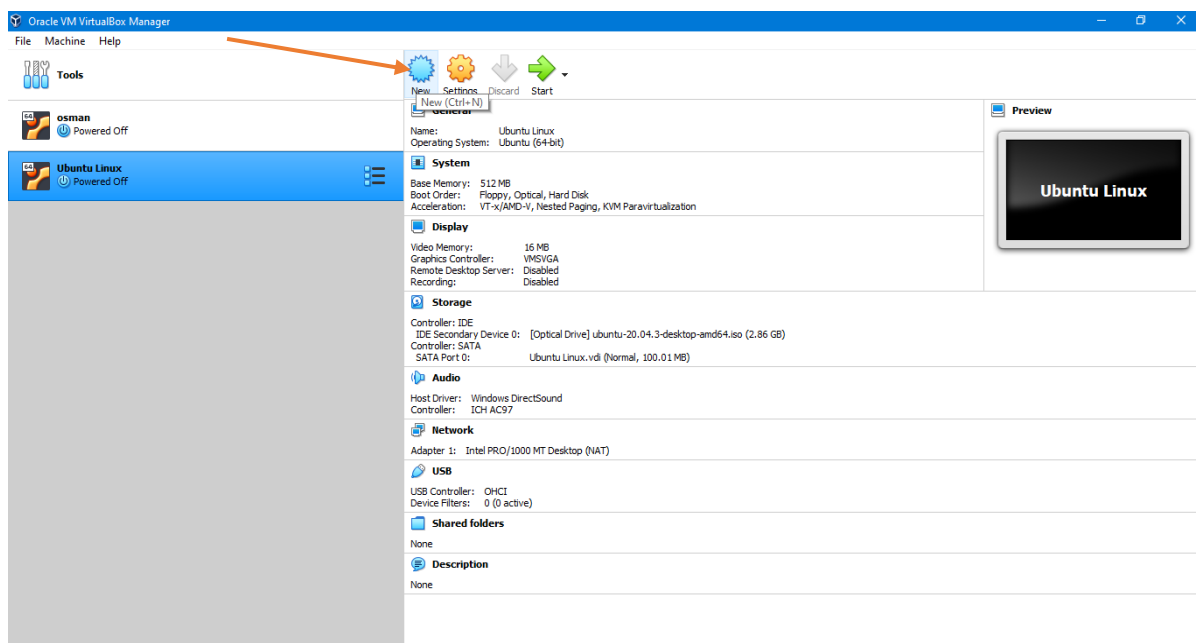 Oracle VM VirtualBox Manager
File Machine Help
Tools
New Settings Discard Start
New (Ctrl+N)
64
osman
Powered Off
64
Ubuntu Linux
Powered Off
General
Name: Ubuntu Linux
Operating System: Ubuntu (64-bit)
System
Base Memory: 512 MB
Boot Order: Floppy, Optical, Hard Disk
Acceleration: VT-x/AMD-V, Nested Paging, KVM Paravirtualization
Display
Video Memory: 16 MB
Graphics Controller: VMSVGA
Remote Desktop Server: Disabled
Recording: Disabled
Storage
Controller: IDE
IDE Secondary Device 0: [Optical Drive] ubuntu-20.04.3-desktop-amd64.iso (2.86 GB)
Controller: SATA
SATA Port 0: Ubuntu Linux.vdi (Normal, 100.01 MB)
Audio
Host Driver: Windows DirectSound
Controller: ICH AC97
Network
Adapter 1: Intel PRO/1000 MT Desktop (NAT)
USB
USB Controller: OHCI
Device Filters: 0 (0 active)
Shared folders
None
Description
None
Preview
Ubuntu Linux